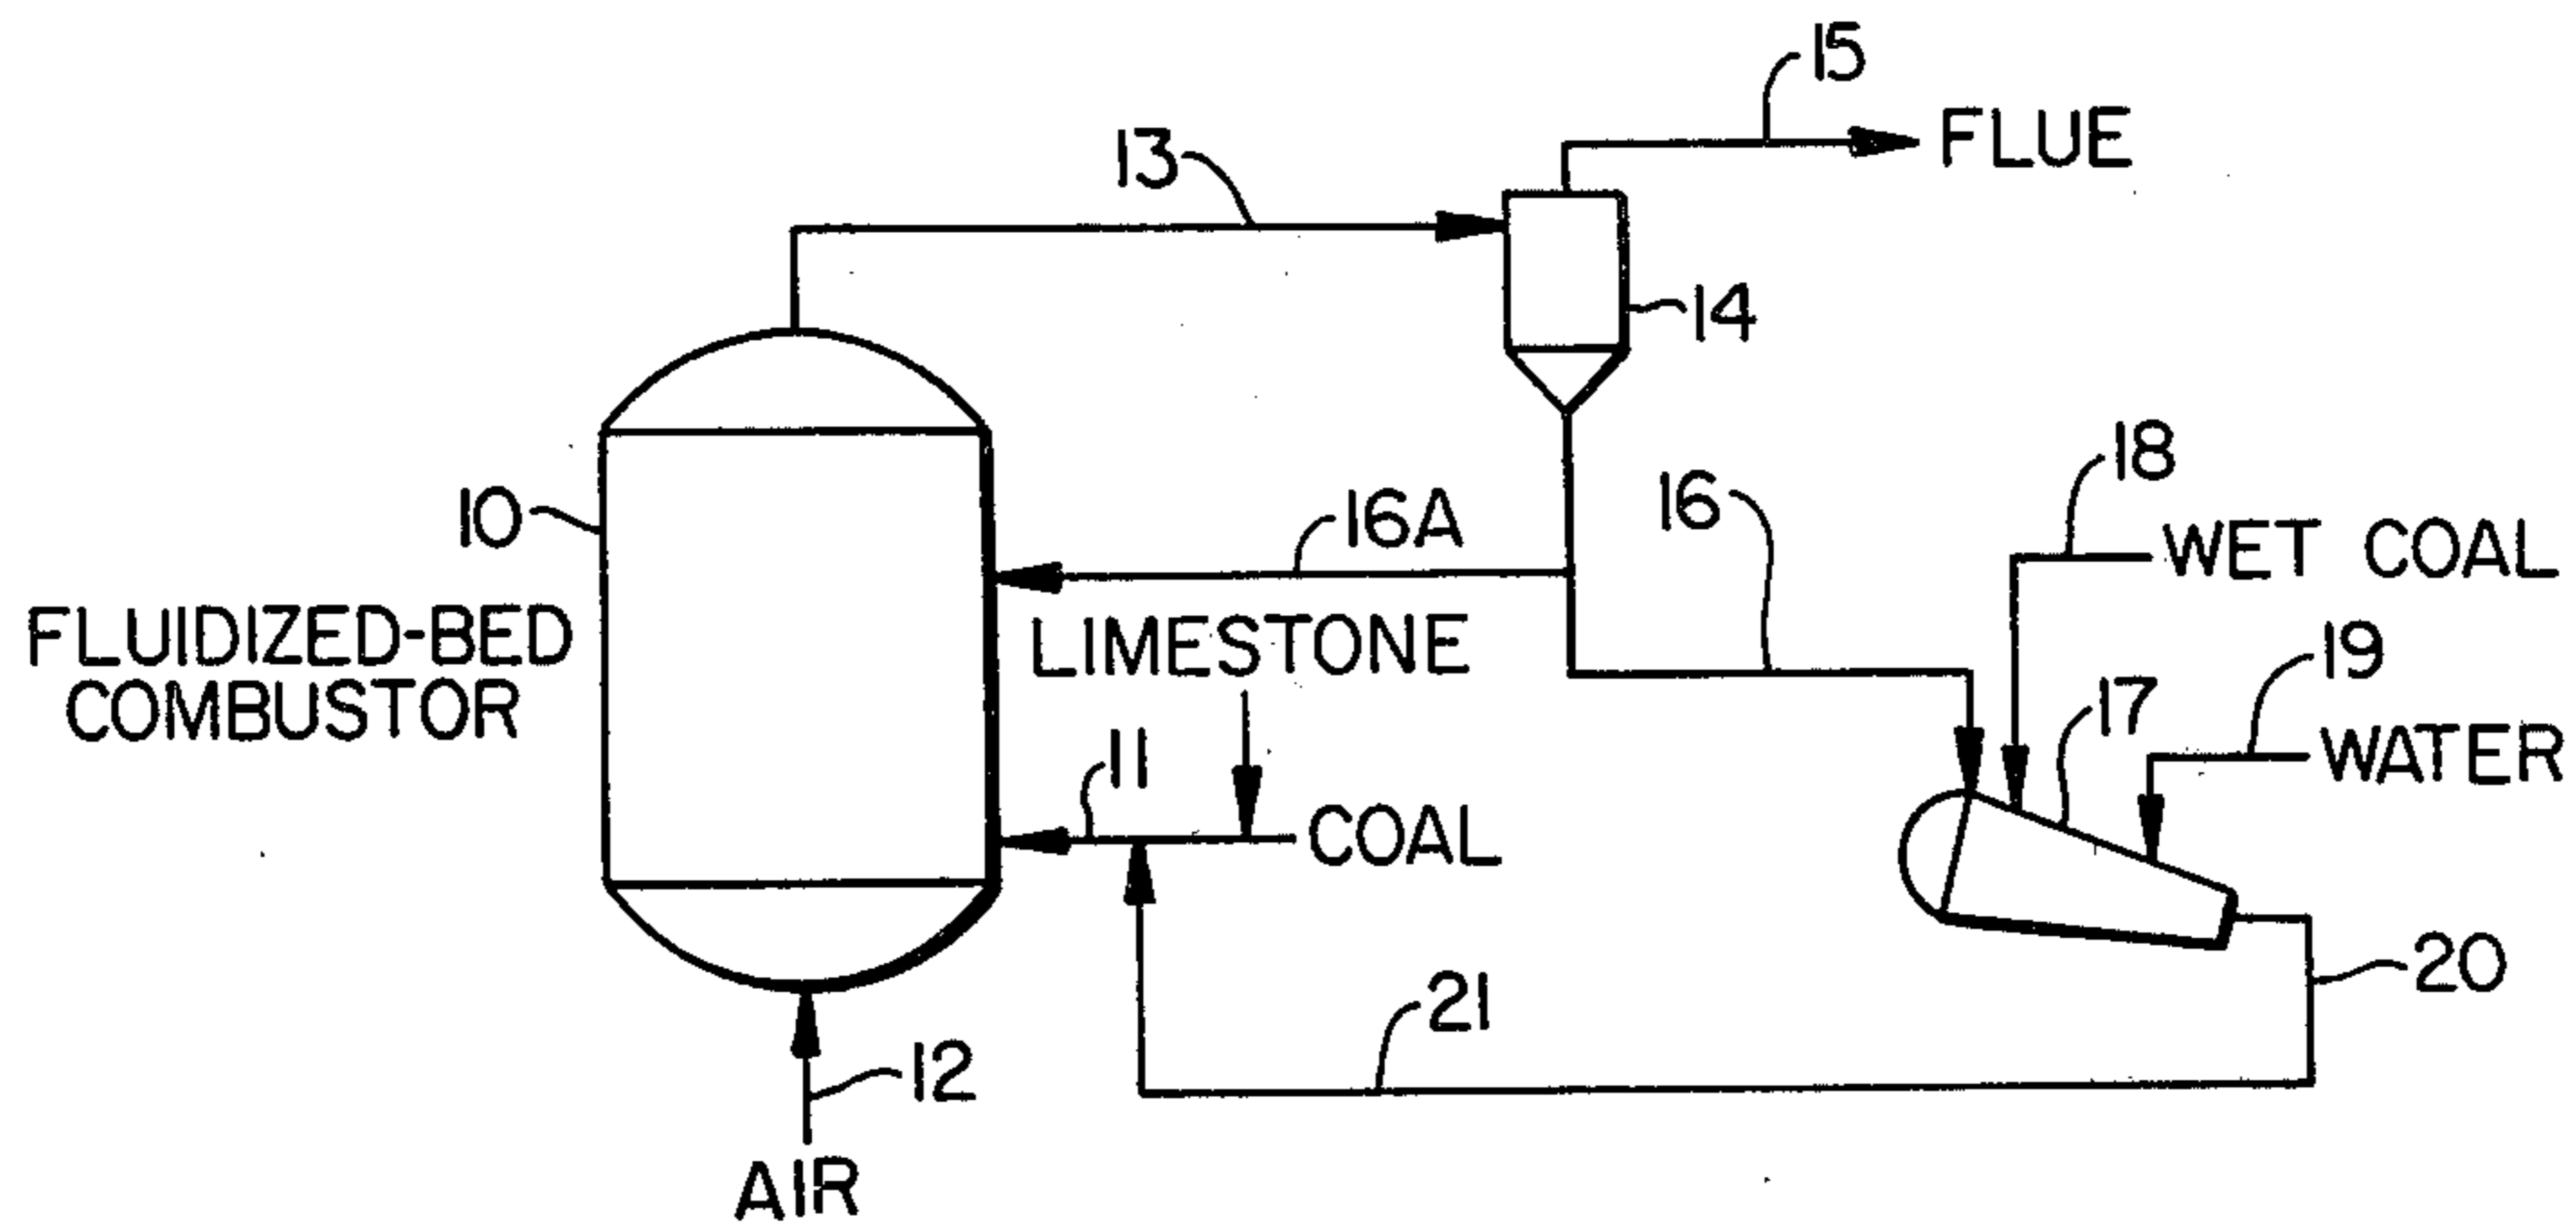 15
FLUE
13
14
18
16
10
16A
WET COAL
FLUIDIZED-BED
COMBUSTOR
LIMESTONE
19
17
WATER
11
COAL
20
21
12
AIR